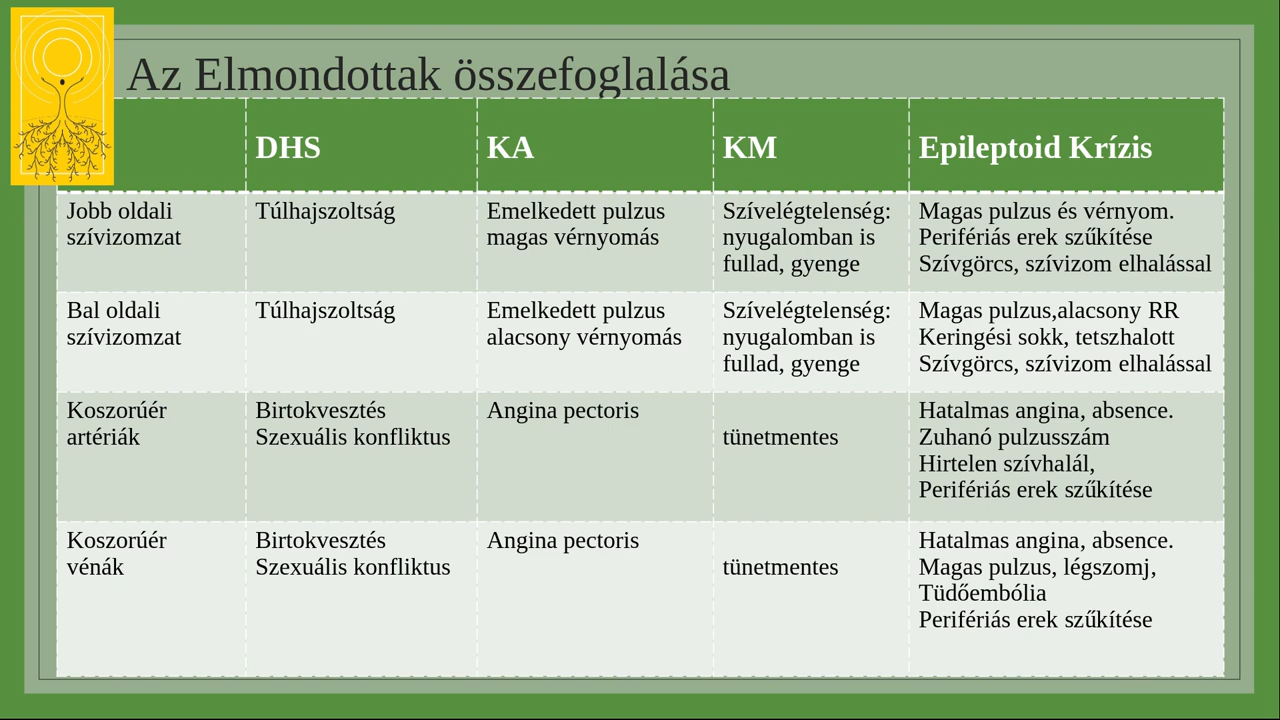 Az Elmondottak összefoglalása
DHS
KA
KM
Epileptoid Krízis
Jobb oldali
szívizomzat
Túlhajszoltság
Emelkedett pulzus
magas vérnyomás
Szívelégtelenség:
nyugalomban is
fullad, gyenge
Magas pulzus és vérnyom.
Perifériás erek szűkítése
Szívgörcs, szívizom elhalással
Bal oldali
szívizomzat
Túlhajszoltság
Emelkedett pulzus
alacsony vérnyomás
Szívelégtelenség:
nyugalomban is
fullad, gyenge
Magas pulzus,alacsony RR
Keringési sokk, tetszhalott
Szívgörcs, szívizom elhalással
Koszorúér
artériák
Birtokvesztés
Szexuális konfliktus
Angina pectoris
tünetmentes
Hatalmas angina, absence.
Zuhanó pulzusszám
Hirtelen szívhalál,
Perifériás erek szűkítése
Koszorúér
vénák
Birtokvesztés
Szexuális konfliktus
Angina pectoris
tünetmentes
Hatalmas angina, absence.
Magas pulzus, légszomj,
Tüdőembólia
Perifériás erek szűkítése